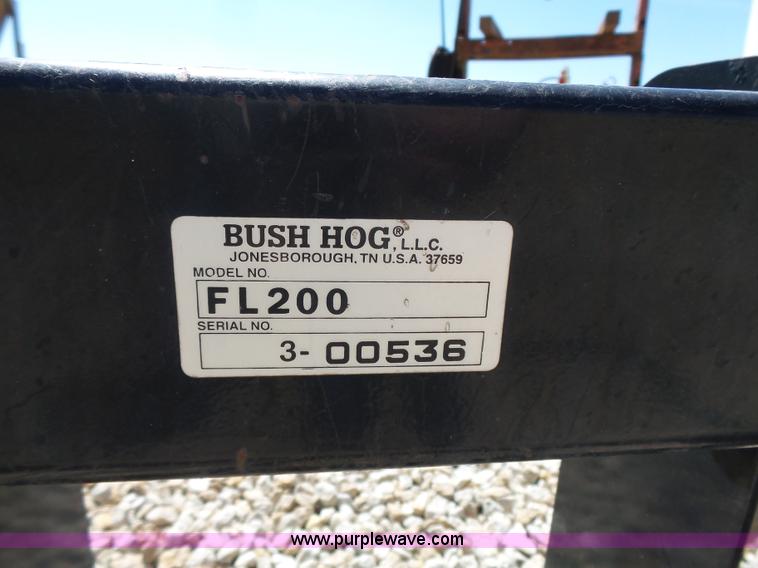 BUSH HOG®, L.L.C.
JONESBOROUGH, TN U.S.A. 37659
MODEL NO.
FL200
SERIAL NO.
3- 00536
www.purplewave.com